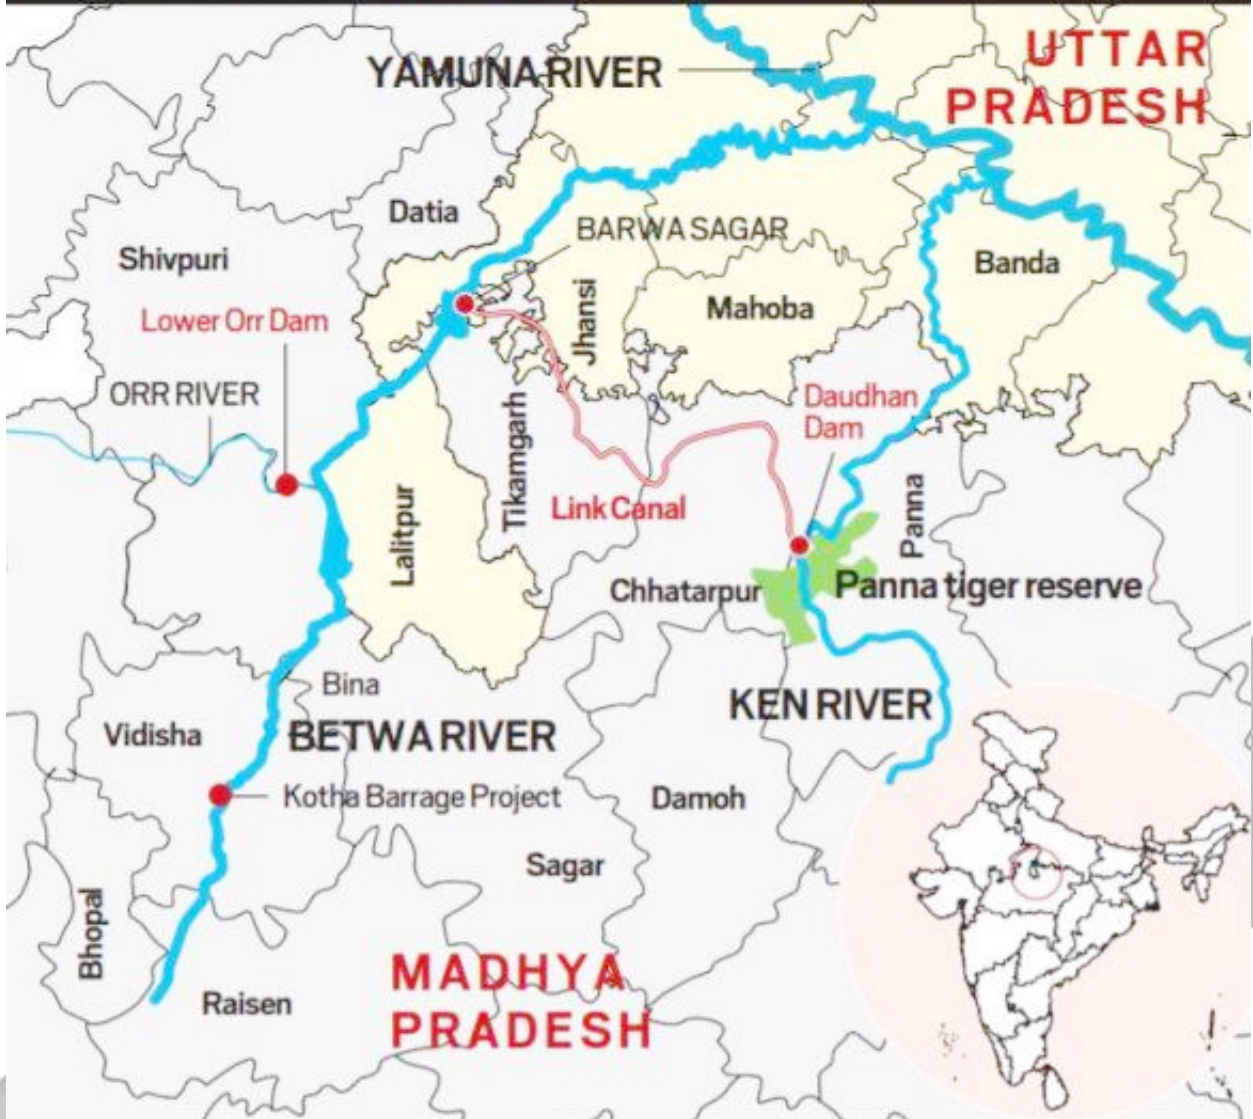 YAMUNA RIVER
UTTAR
PRADESH
Datia
BARWA SAGAR
Shivpuri
Banda
Jhansi
Mahoba
Lower Orr Dam
ORR RIVER
Daudhan
Dam
Tikamgarh
Lalitpur
Link Canal
Panna
Chhatarpur
Panna tiger reserve
Bina
KEN RIVER
Vidisha
BETWA RIVER
Kotha Barrage Project
Damoh
Sagar
Bhopal
MADHYA
PRADESH
Raisen